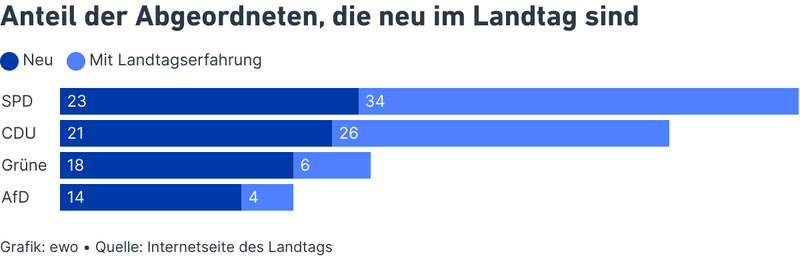 Anteil der Abgeordneten, die neu im Landtag sind
Neu Mit Landtagserfahrung
SPD 23 34
CDU 21 26
Grüne 18 6
AfD 14 4
Grafik: ewo • Quelle: Internetseite des Landtags